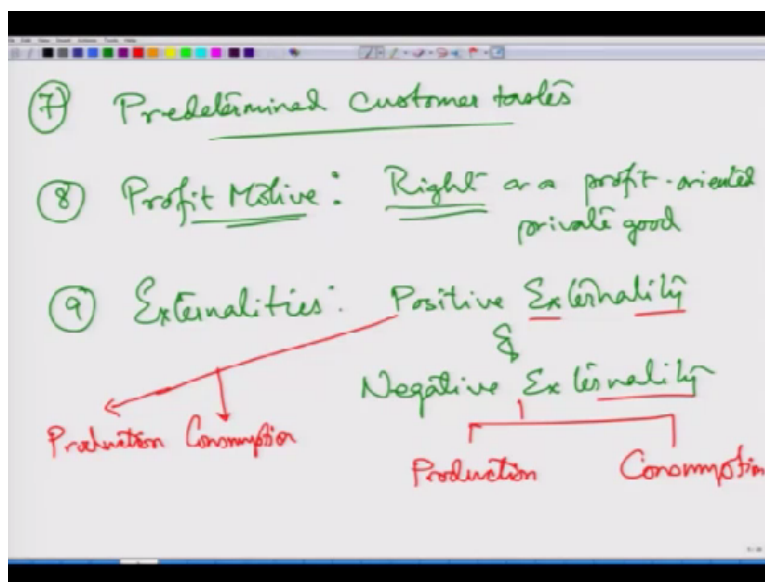 7 Predetermined Customer tastes
8 Profit Motive: Right or a profit-oriented
private good
9 Externalities: Positive Externality
&
Negative Externality
Production Consumption
Production Consumption